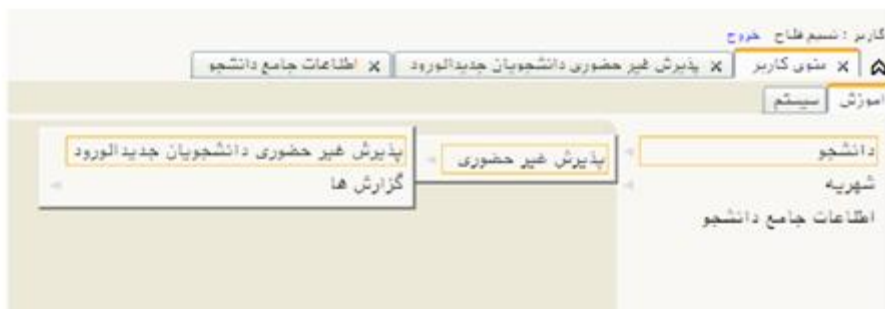 کاربر : نسیم فلاح خروج
منوی کاربر x پذیرش غیر حضوری دانشجویان جدیدالورود x اطلاعات جامع دانشجو x
اموزش سیستم
دانشجو
پذیرش غیر حضوری
پذیرش غیر حضوری دانشجویان جدیدالورود
گزارش ها
شهریه
اطلاعات جامع دانشجو